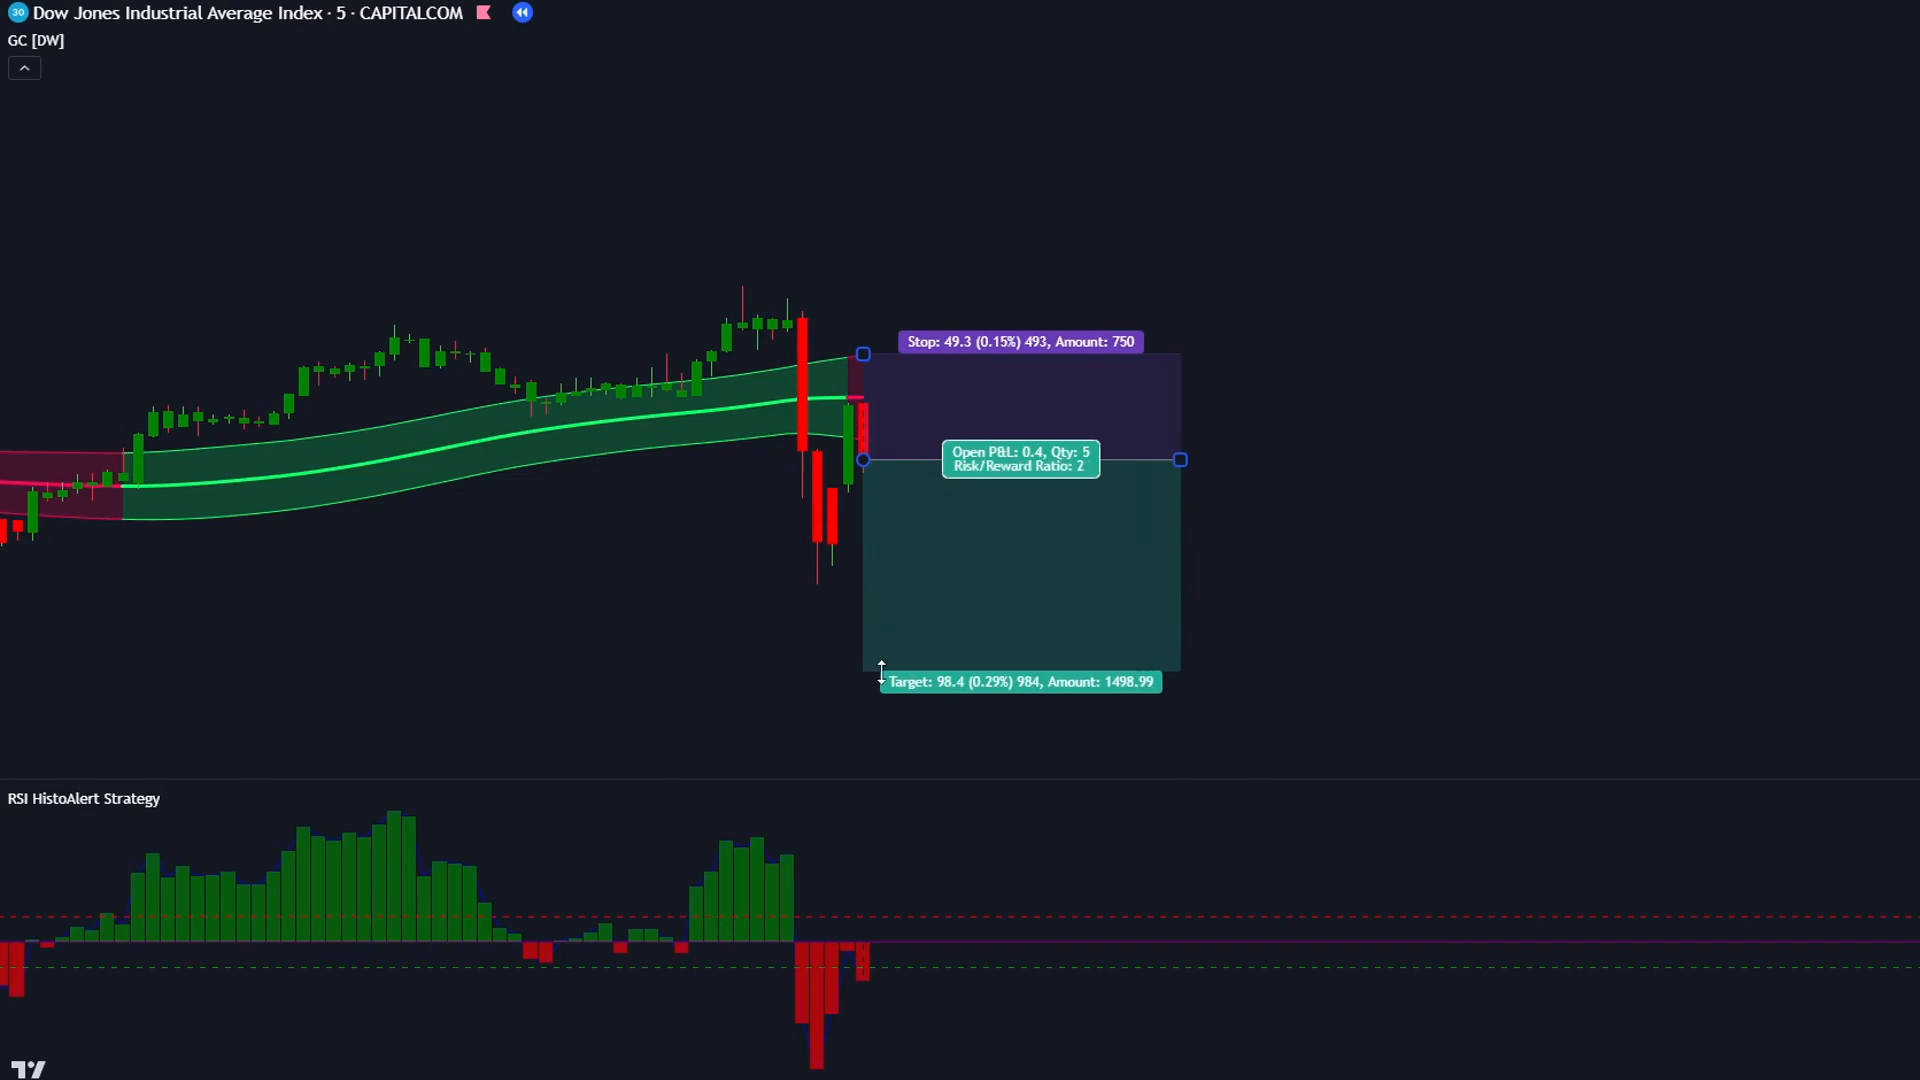 30 Dow Jones Industrial Average Index · 5 · CAPITALCOM
GC [DW]
Stop: 49.3 (0.15%) 493, Amount: 750
Open P&L: 0.4, Qty: 5
Risk/Reward Ratio: 2
Target: 98.4 (0.29%) 984, Amount: 1498.99
RSI HistoAlert Strategy